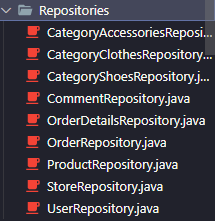 Repositories
CategoryAccessoriesReposi...
CategoryClothesRepository....
CategoryShoesRepository.j...
CommentRepository.java
OrderDetailsRepository.java
OrderRepository.java
ProductRepository.java
StoreRepository.java
UserRepository.java